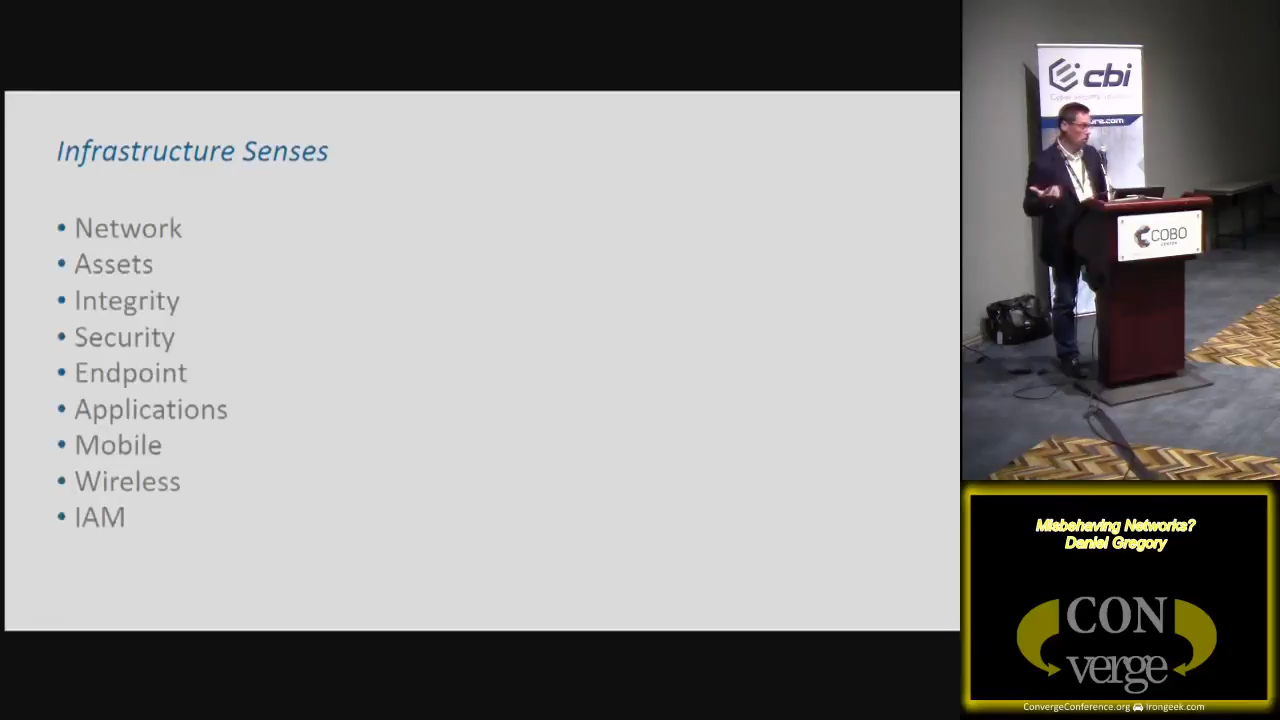 Infrastructure Senses
• Network
• Assets
• Integrity
• Security
• Endpoint
• Applications
• Mobile
• Wireless
• IAM
cbi
COBO
CENTER
Misbehaving Networks?
Daniel Gregory
CON
verge
ConvergeConference.org Irongeek.com